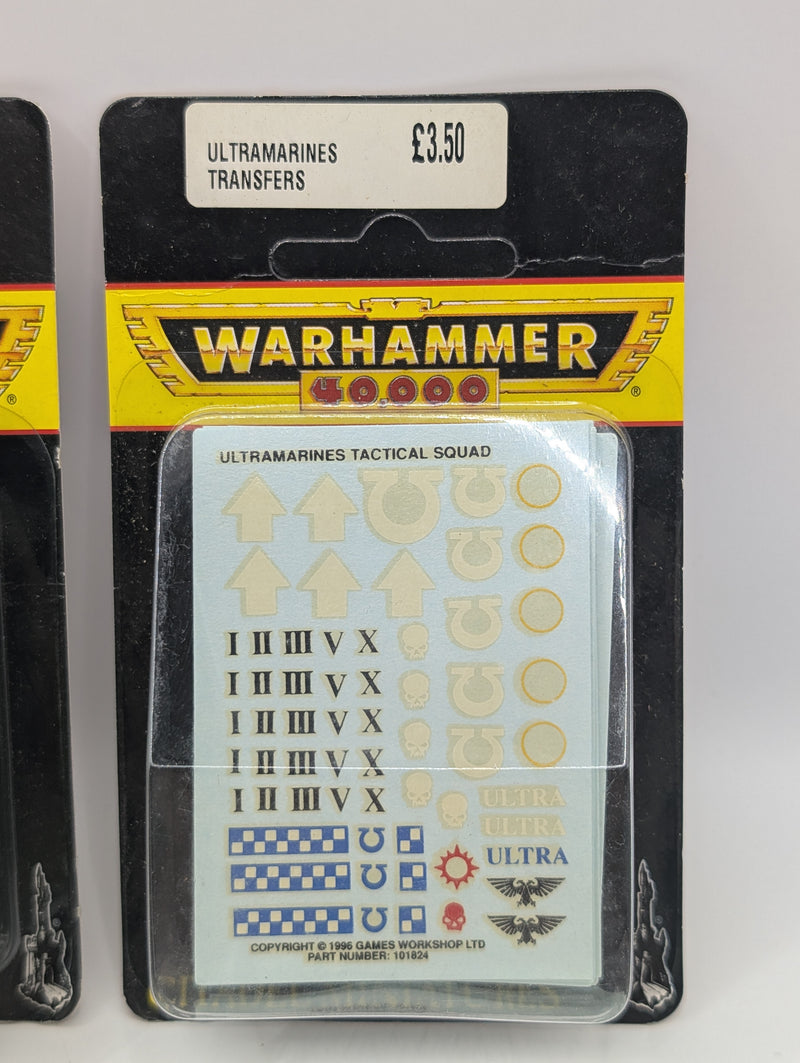 ULTRAMARINES £3.50
TRANSFERS
WARHAMMER ®
40,000
®
ULTRAMARINES TACTICAL SQUAD
I II III V X
I II III V X
I II III V X
I II III V X
I II III V X
ULTRA
ULTRA
ULTRA
COPYRIGHT © 1996 GAMES WORKSHOP LTD
PART NUMBER: 101824